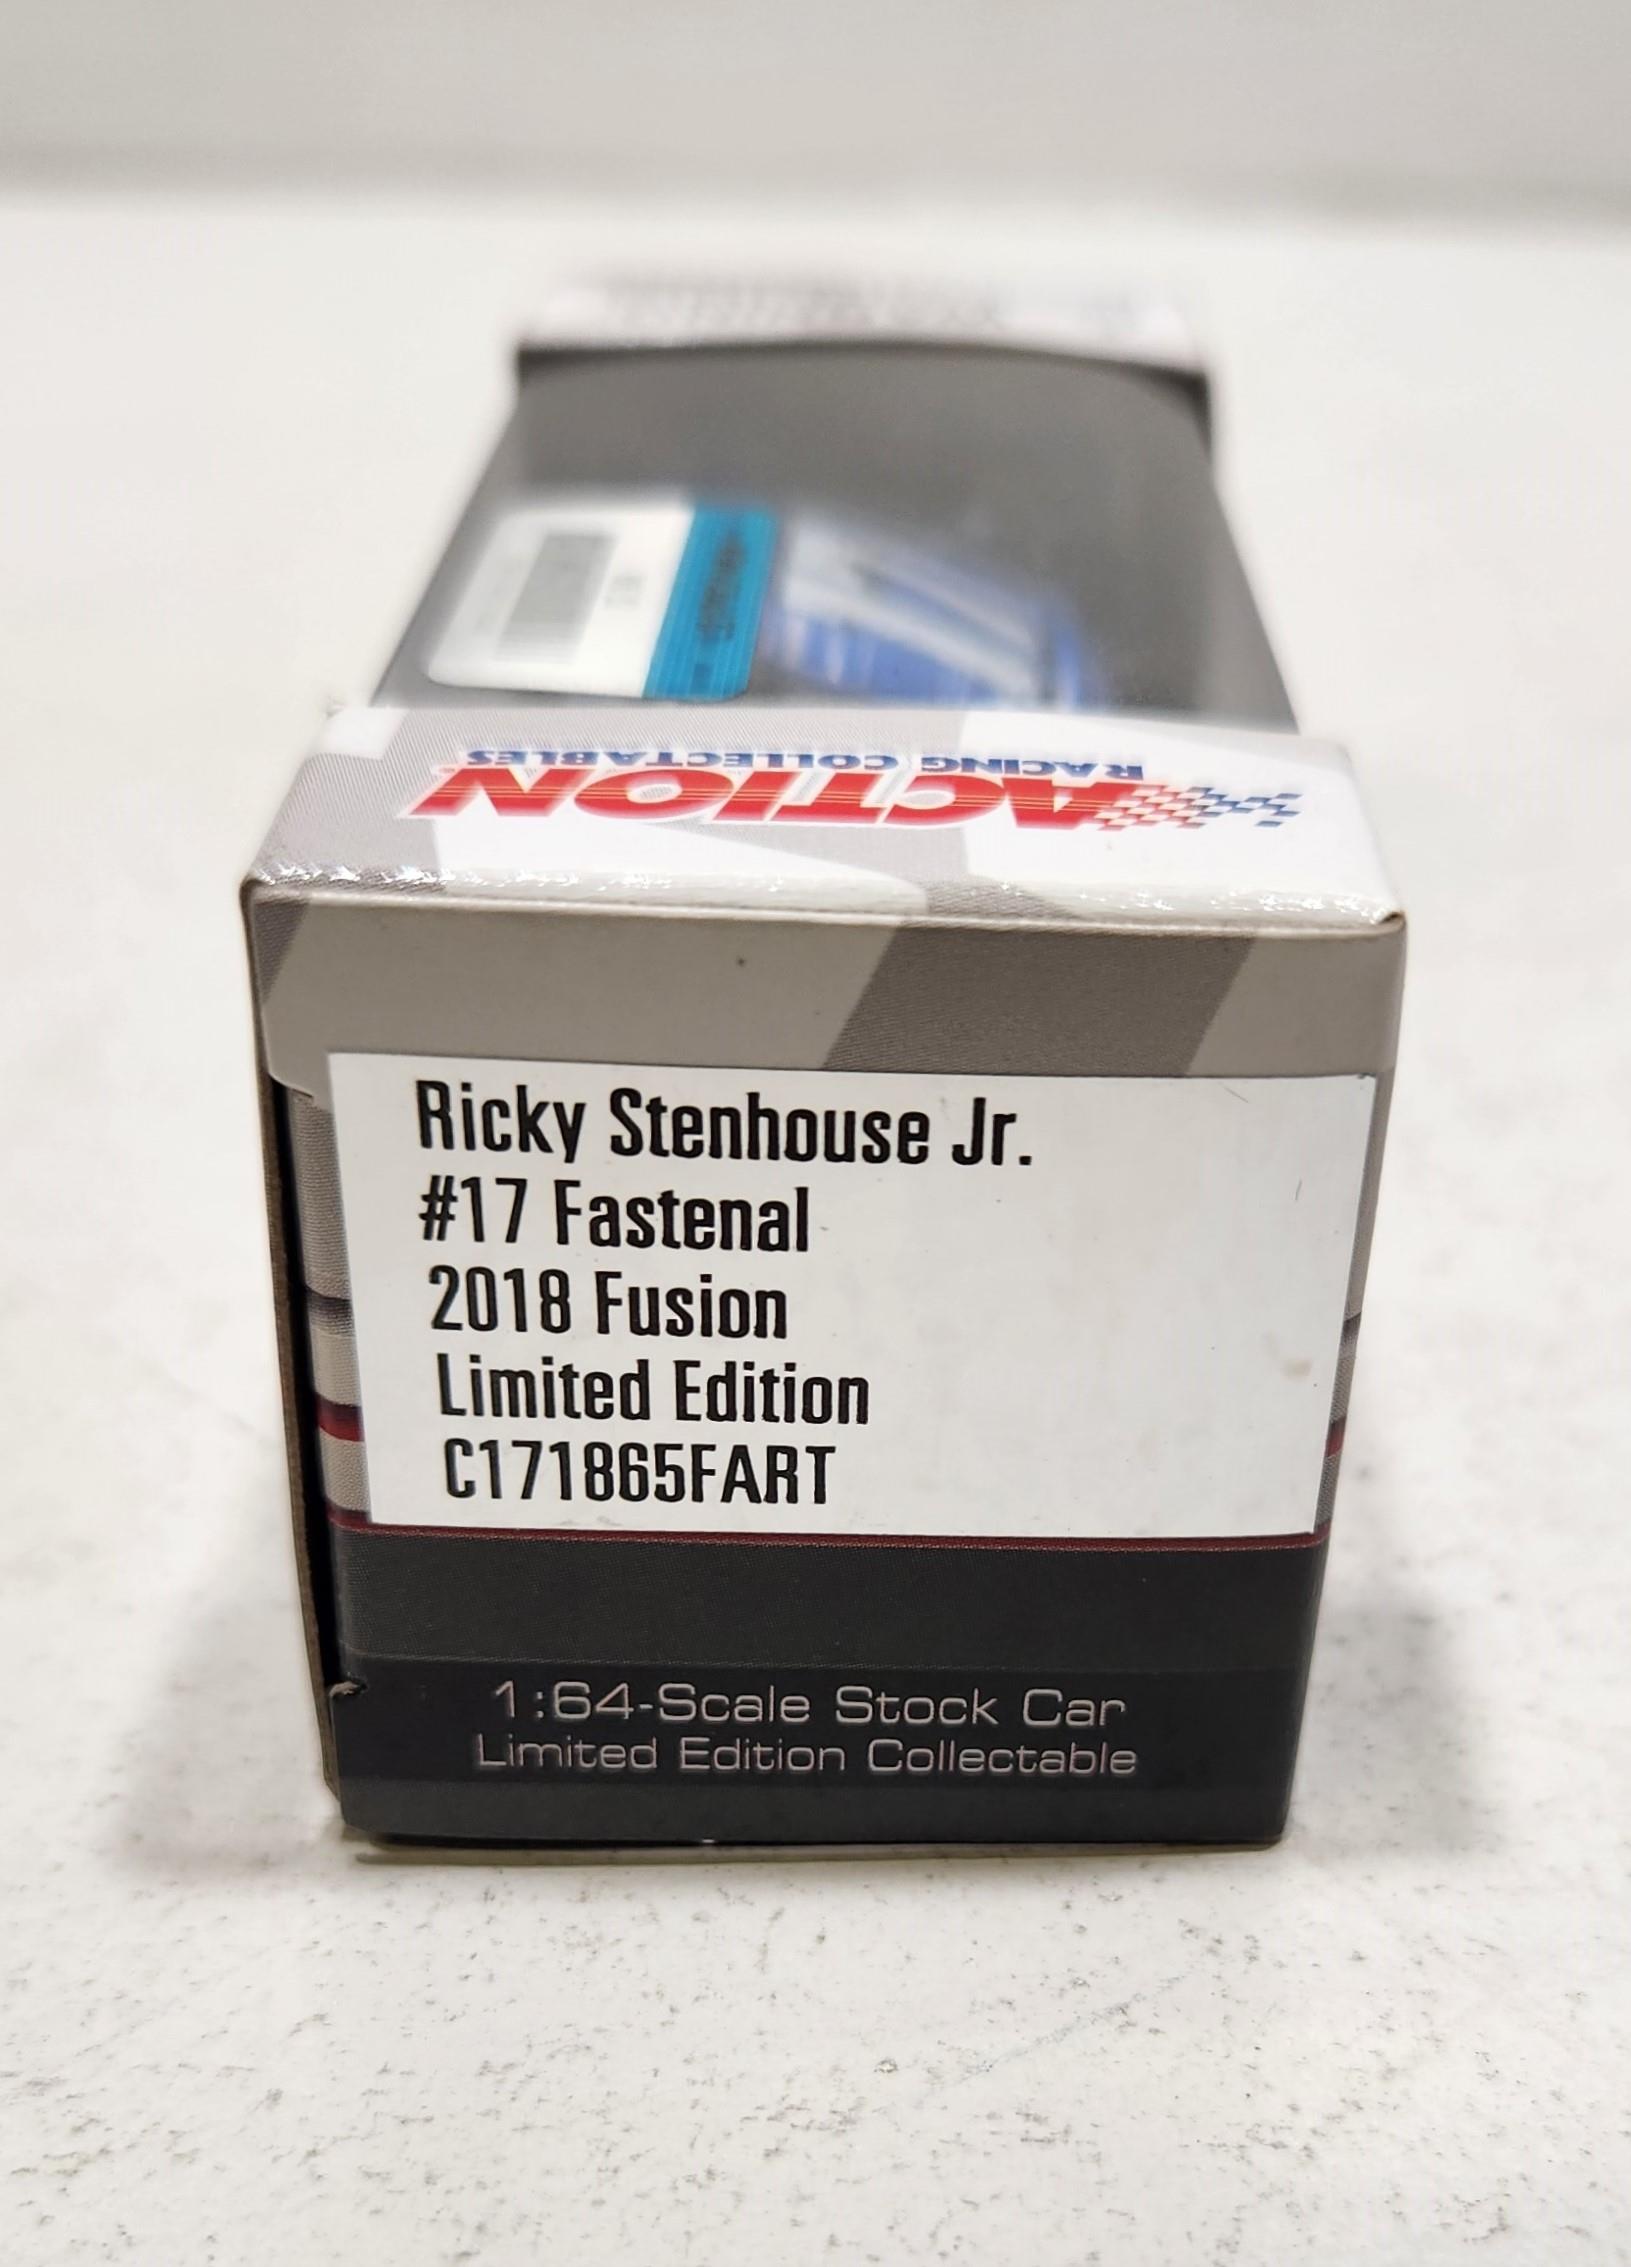 ACTION
RACING COLLECTABLES
Ricky Stenhouse Jr.
#17 Fastenal
2018 Fusion
Limited Edition
C171865FART
1:64-Scale Stock Car
Limited Edition Collectable